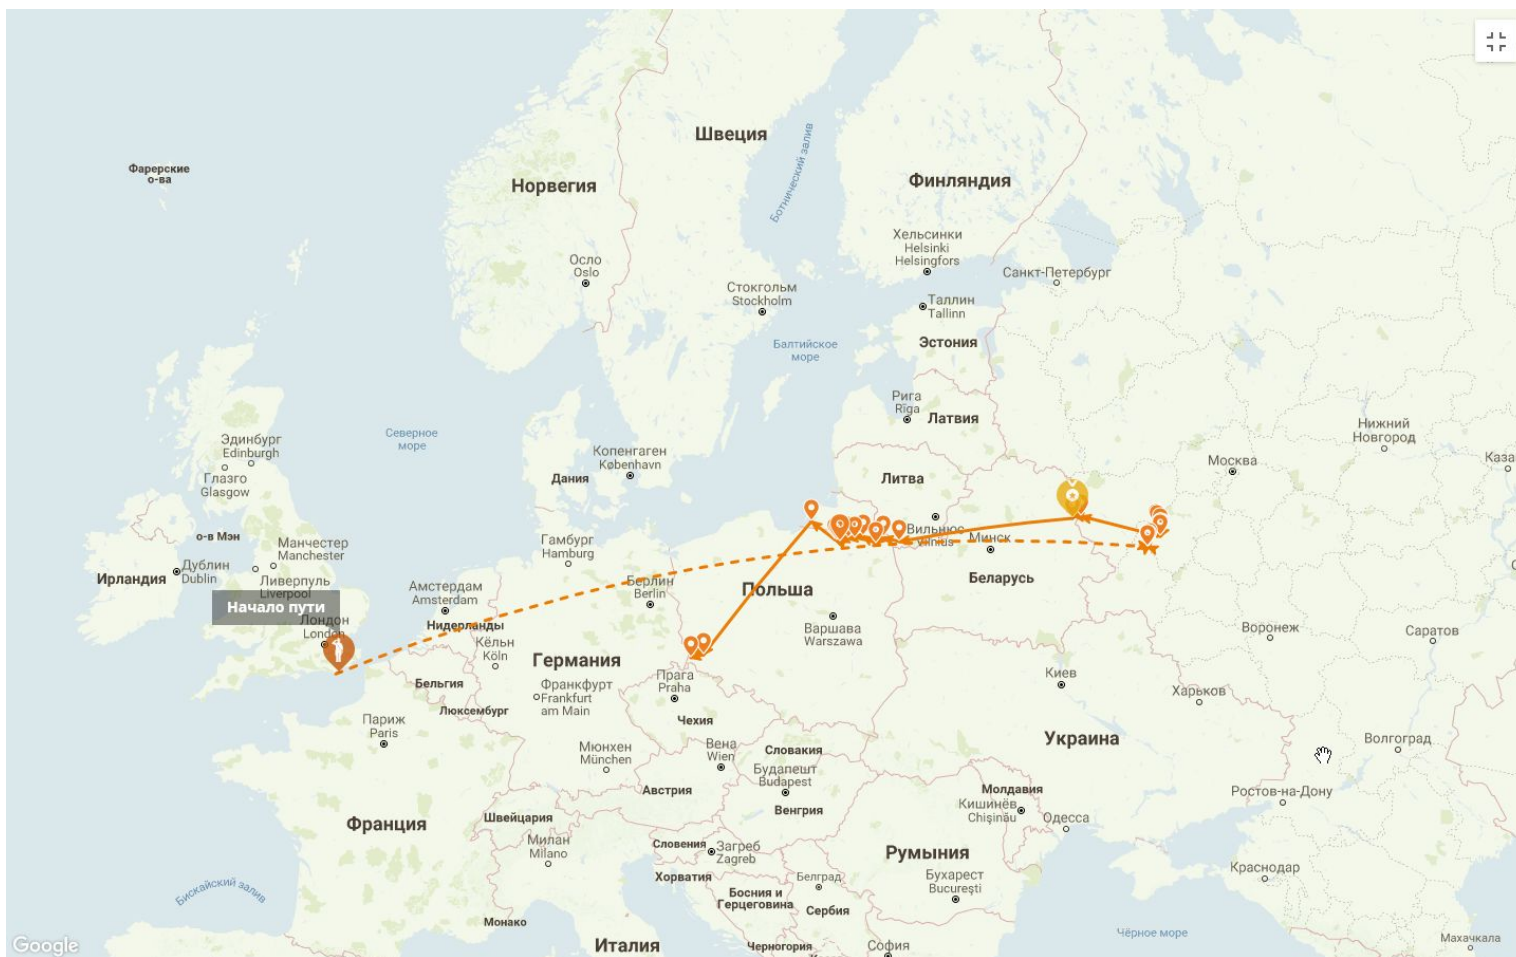 Швеция
Фарерские
о-ва
Норвегия
Ботнический залив
Финляндия
Хельсинки
Helsinki
Helsingfors
Осло
Oslo
Санкт-Петербург
Стокгольм
Stockholm
Таллин
Tallinn
Эстония
Балтийское
море
Рига
Rīga
Латвия
Северное
море
Эдинбург
Edinburgh
Глазго
Glasgow
Копенгаген
København
Дания
Литва
Москва
Нижний
Новгород
Каза
о-в Мэн
Манчестер
Manchester
Гамбург
Hamburg
Вильнюс
Vilnius
Минск
Ирландия
Дублин
Dublin
Ливерпуль
Liverpool
Амстердам
Amsterdam
Берлин
Berlin
Польша
Беларусь
Начало пути
Лондон
London
Нидерланды
Варшава
Warszawa
Воронеж
Саратов
Кёльн
Köln
Германия
Бельгия
Прага
Praha
Киев
Харьков
Франкфурт
Frankfurt
am Main
Люксембург
Париж
Paris
Чехия
Мюнхен
München
Вена
Wien
Словакия
Украина
Волгоград
Будапешт
Budapest
Австрия
Венгрия
Молдавия
Кишинёв
Chișinău
Одесса
Ростов-на-Дону
Франция
Швейцария
Милан
Milano
Словения
Загреб
Zagreb
Румыния
Хорватия
Белград
Бухарест
București
Краснодар
Бискайский залив
Босния и
Герцеговина
Сербия
Монако
Чёрное море
Google
Италия
Черногория
София
Махачкала